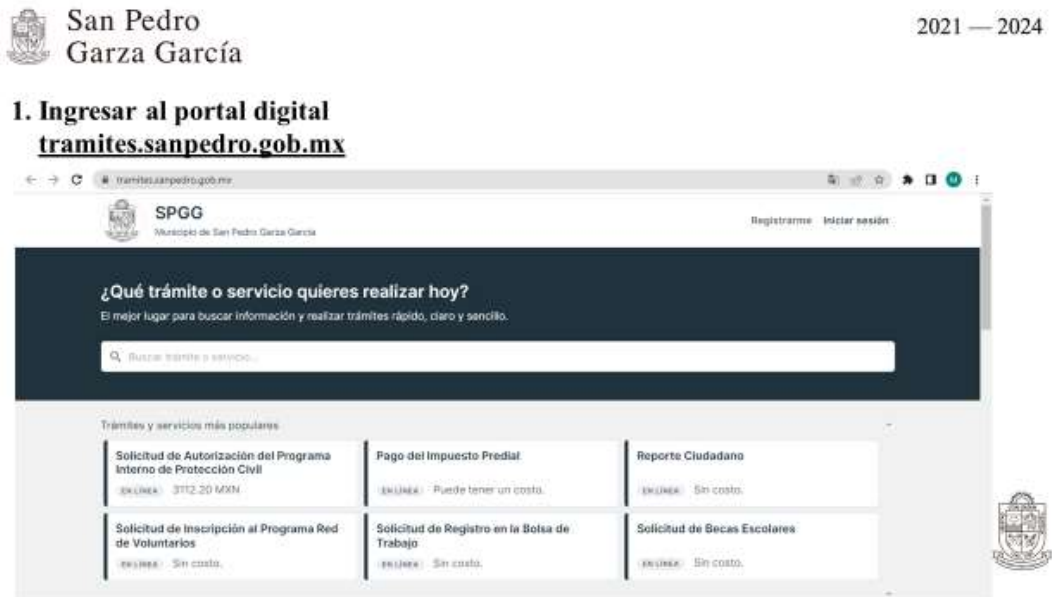 San Pedro
Garza García
2021 — 2024
1. Ingresar al portal digital
tramites.sanpedro.gob.mx
tramites.sanpedro.gob.mx
SPGG
Municipio de San Pedro Garza García
Registrarme Iniciar sesión
¿Qué trámite o servicio quieres realizar hoy?
El mejor lugar para buscar información y realizar trámites rápido, claro y sencillo.
Buscar trámite o servicio...
Trámites y servicios más populares
Solicitud de Autorización del Programa
Interno de Protección Civil
EN LÍNEA 3112.20 MXN
Pago del Impuesto Predial
EN LÍNEA Puede tener un costo.
Reporte Ciudadano
EN LÍNEA Sin costo.
Solicitud de Inscripción al Programa Red
de Voluntarios
EN LÍNEA Sin costo.
Solicitud de Registro en la Bolsa de
Trabajo
EN LÍNEA Sin costo.
Solicitud de Becas Escolares
EN LÍNEA Sin costo.